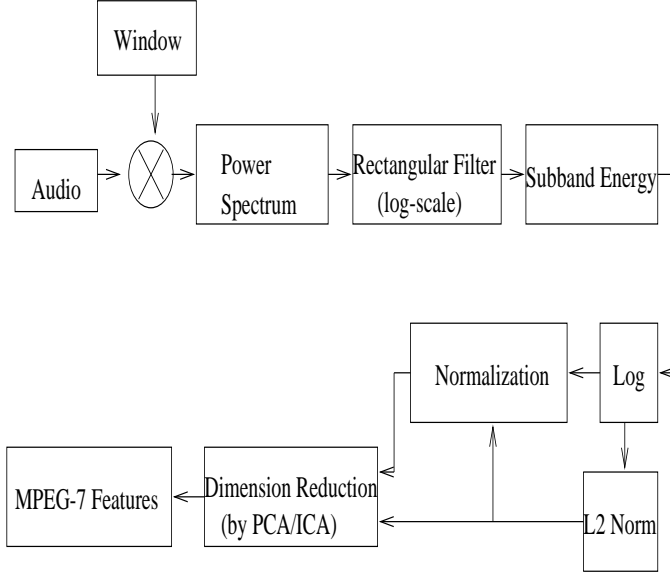 Window
Audio
Power
Spectrum
Rectangular Filter
(log-scale)
Subband Energy
Normalization
Log
MPEG-7 Features
Dimension Reduction
(by PCA/ICA)
L2 Norm